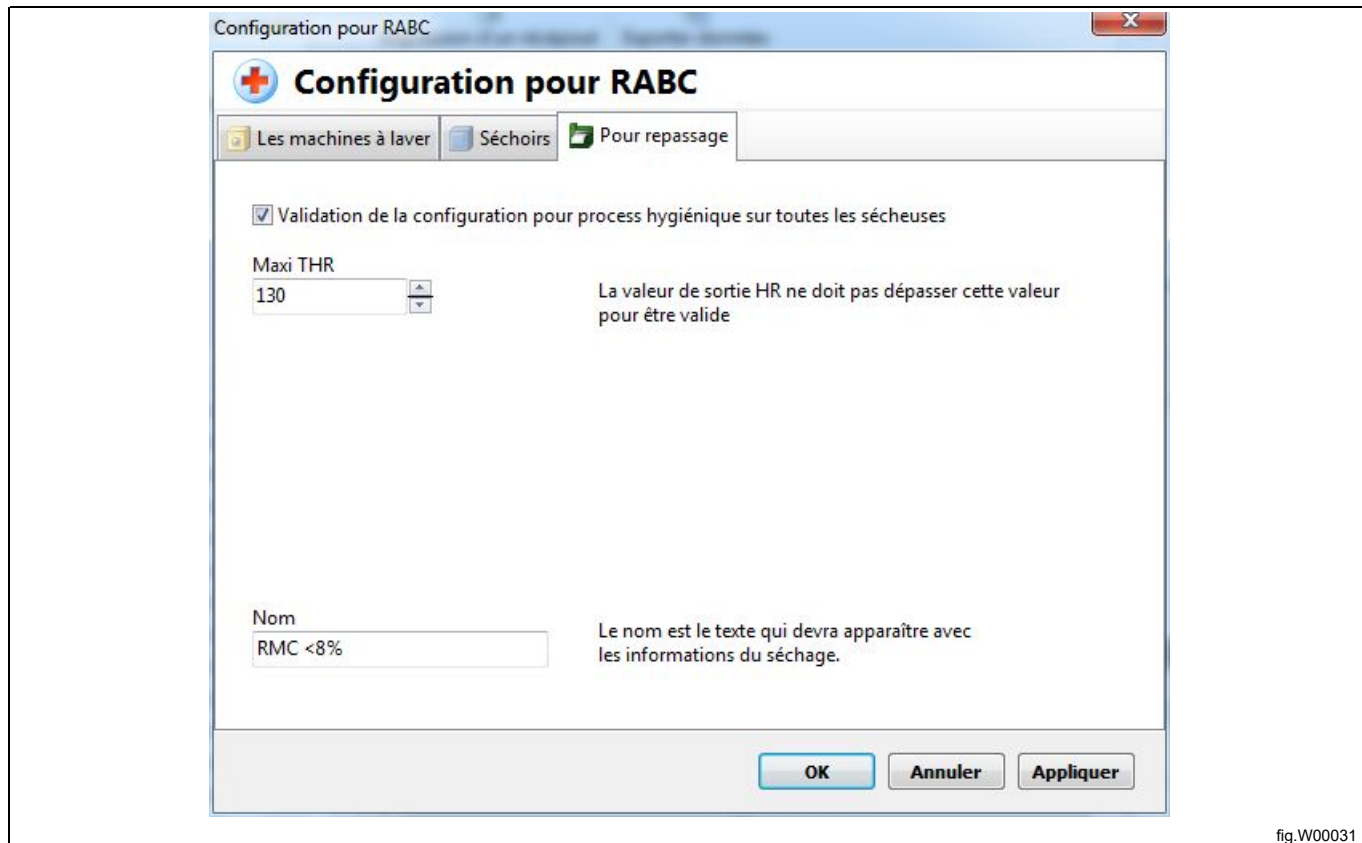 Configuration pour RABC
Configuration pour RABC
Les machines à laver
Séchoirs
Pour repassage
Validation de la configuration pour process hygiénique sur toutes les sécheuses
Maxi THR
130
La valeur de sortie HR ne doit pas dépasser cette valeur
pour être valide
Nom
RMC <8%
Le nom est le texte qui devra apparaître avec
les informations du séchage.
OK
Annuler
Appliquer
fig.W00031